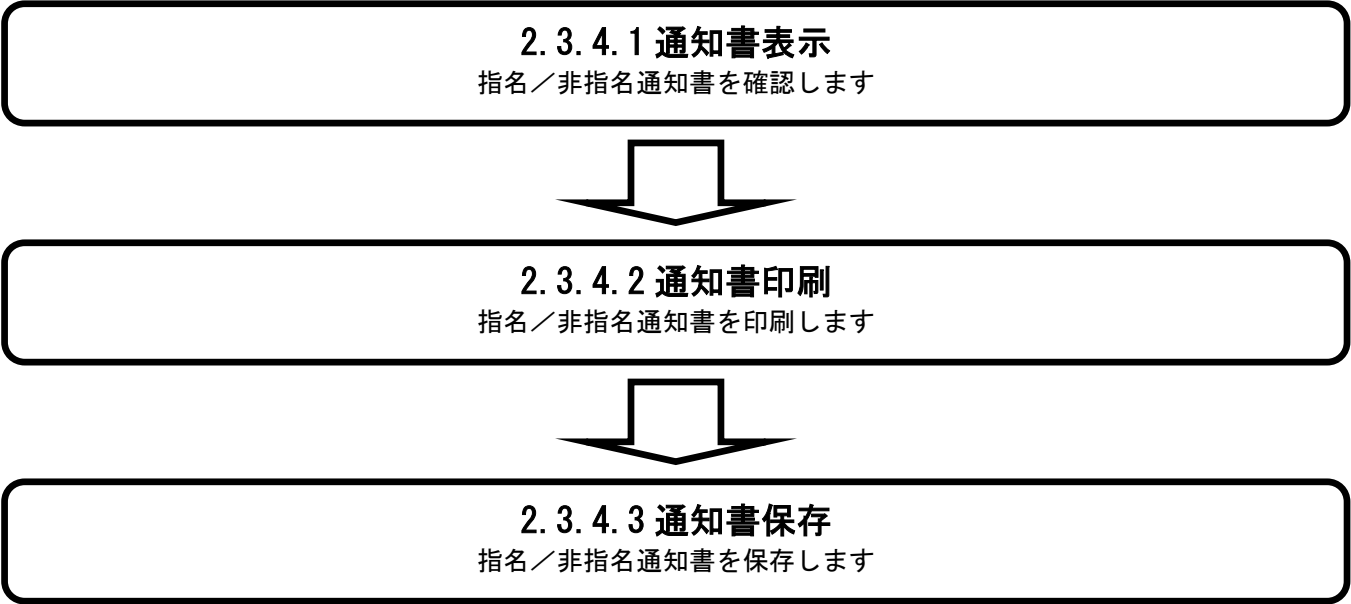 2.3.4.1通知書表示
指名／非指名通知書を確認します
2.3.4.2通知書印刷
指名／非指名通知書を印刷します
2.3.4.3通知書保存
指名／非指名通知書を保存します